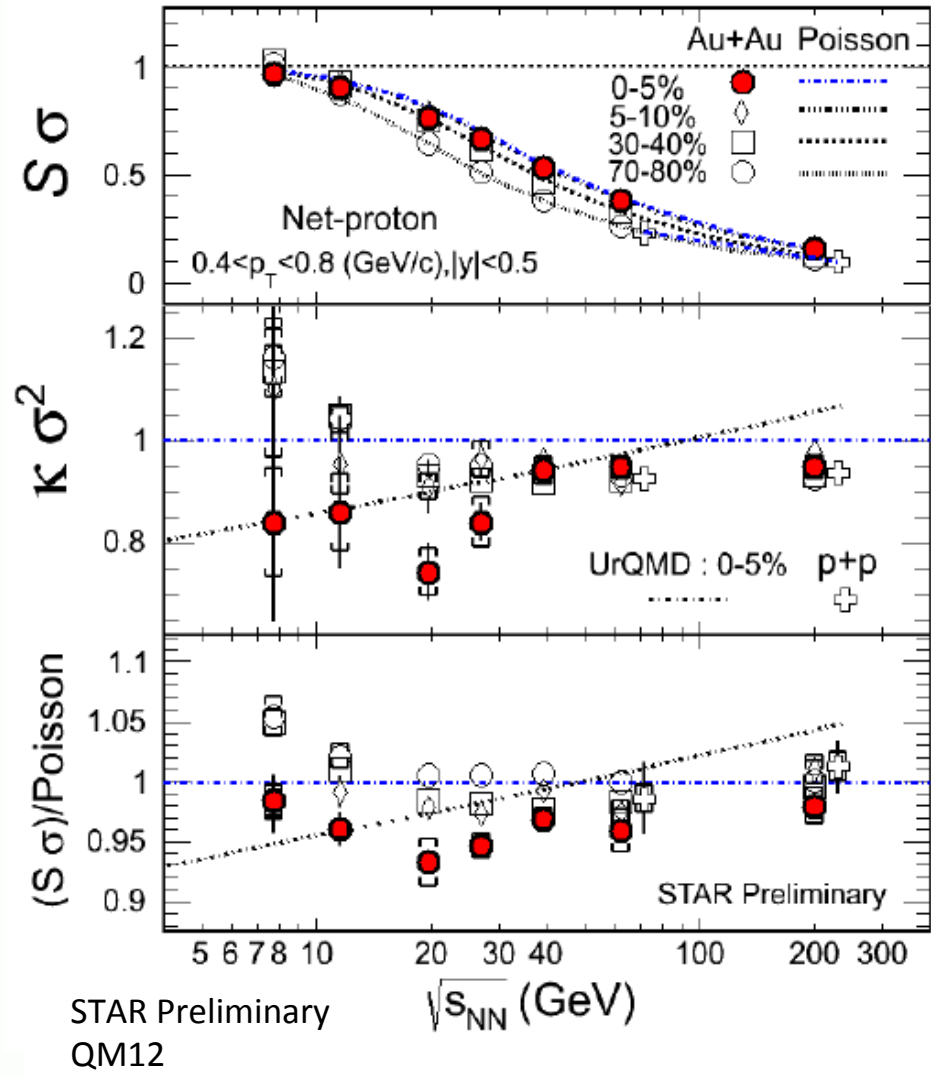 Au+Au Poisson
0-5%
5-10%
30-40%
70-80%
S σ
1
0.5
0
Net-proton
0.4<p_T<0.8 (GeV/c),|y|<0.5
κ σ²
1.2
1
0.8
UrQMD : 0-5% p+p
(S σ)/Poisson
1.1
1.05
1
0.95
0.9
STAR Preliminary
5 6 7 8 10 20 30 40 100 200 300
√s_NN (GeV)
STAR Preliminary
QM12